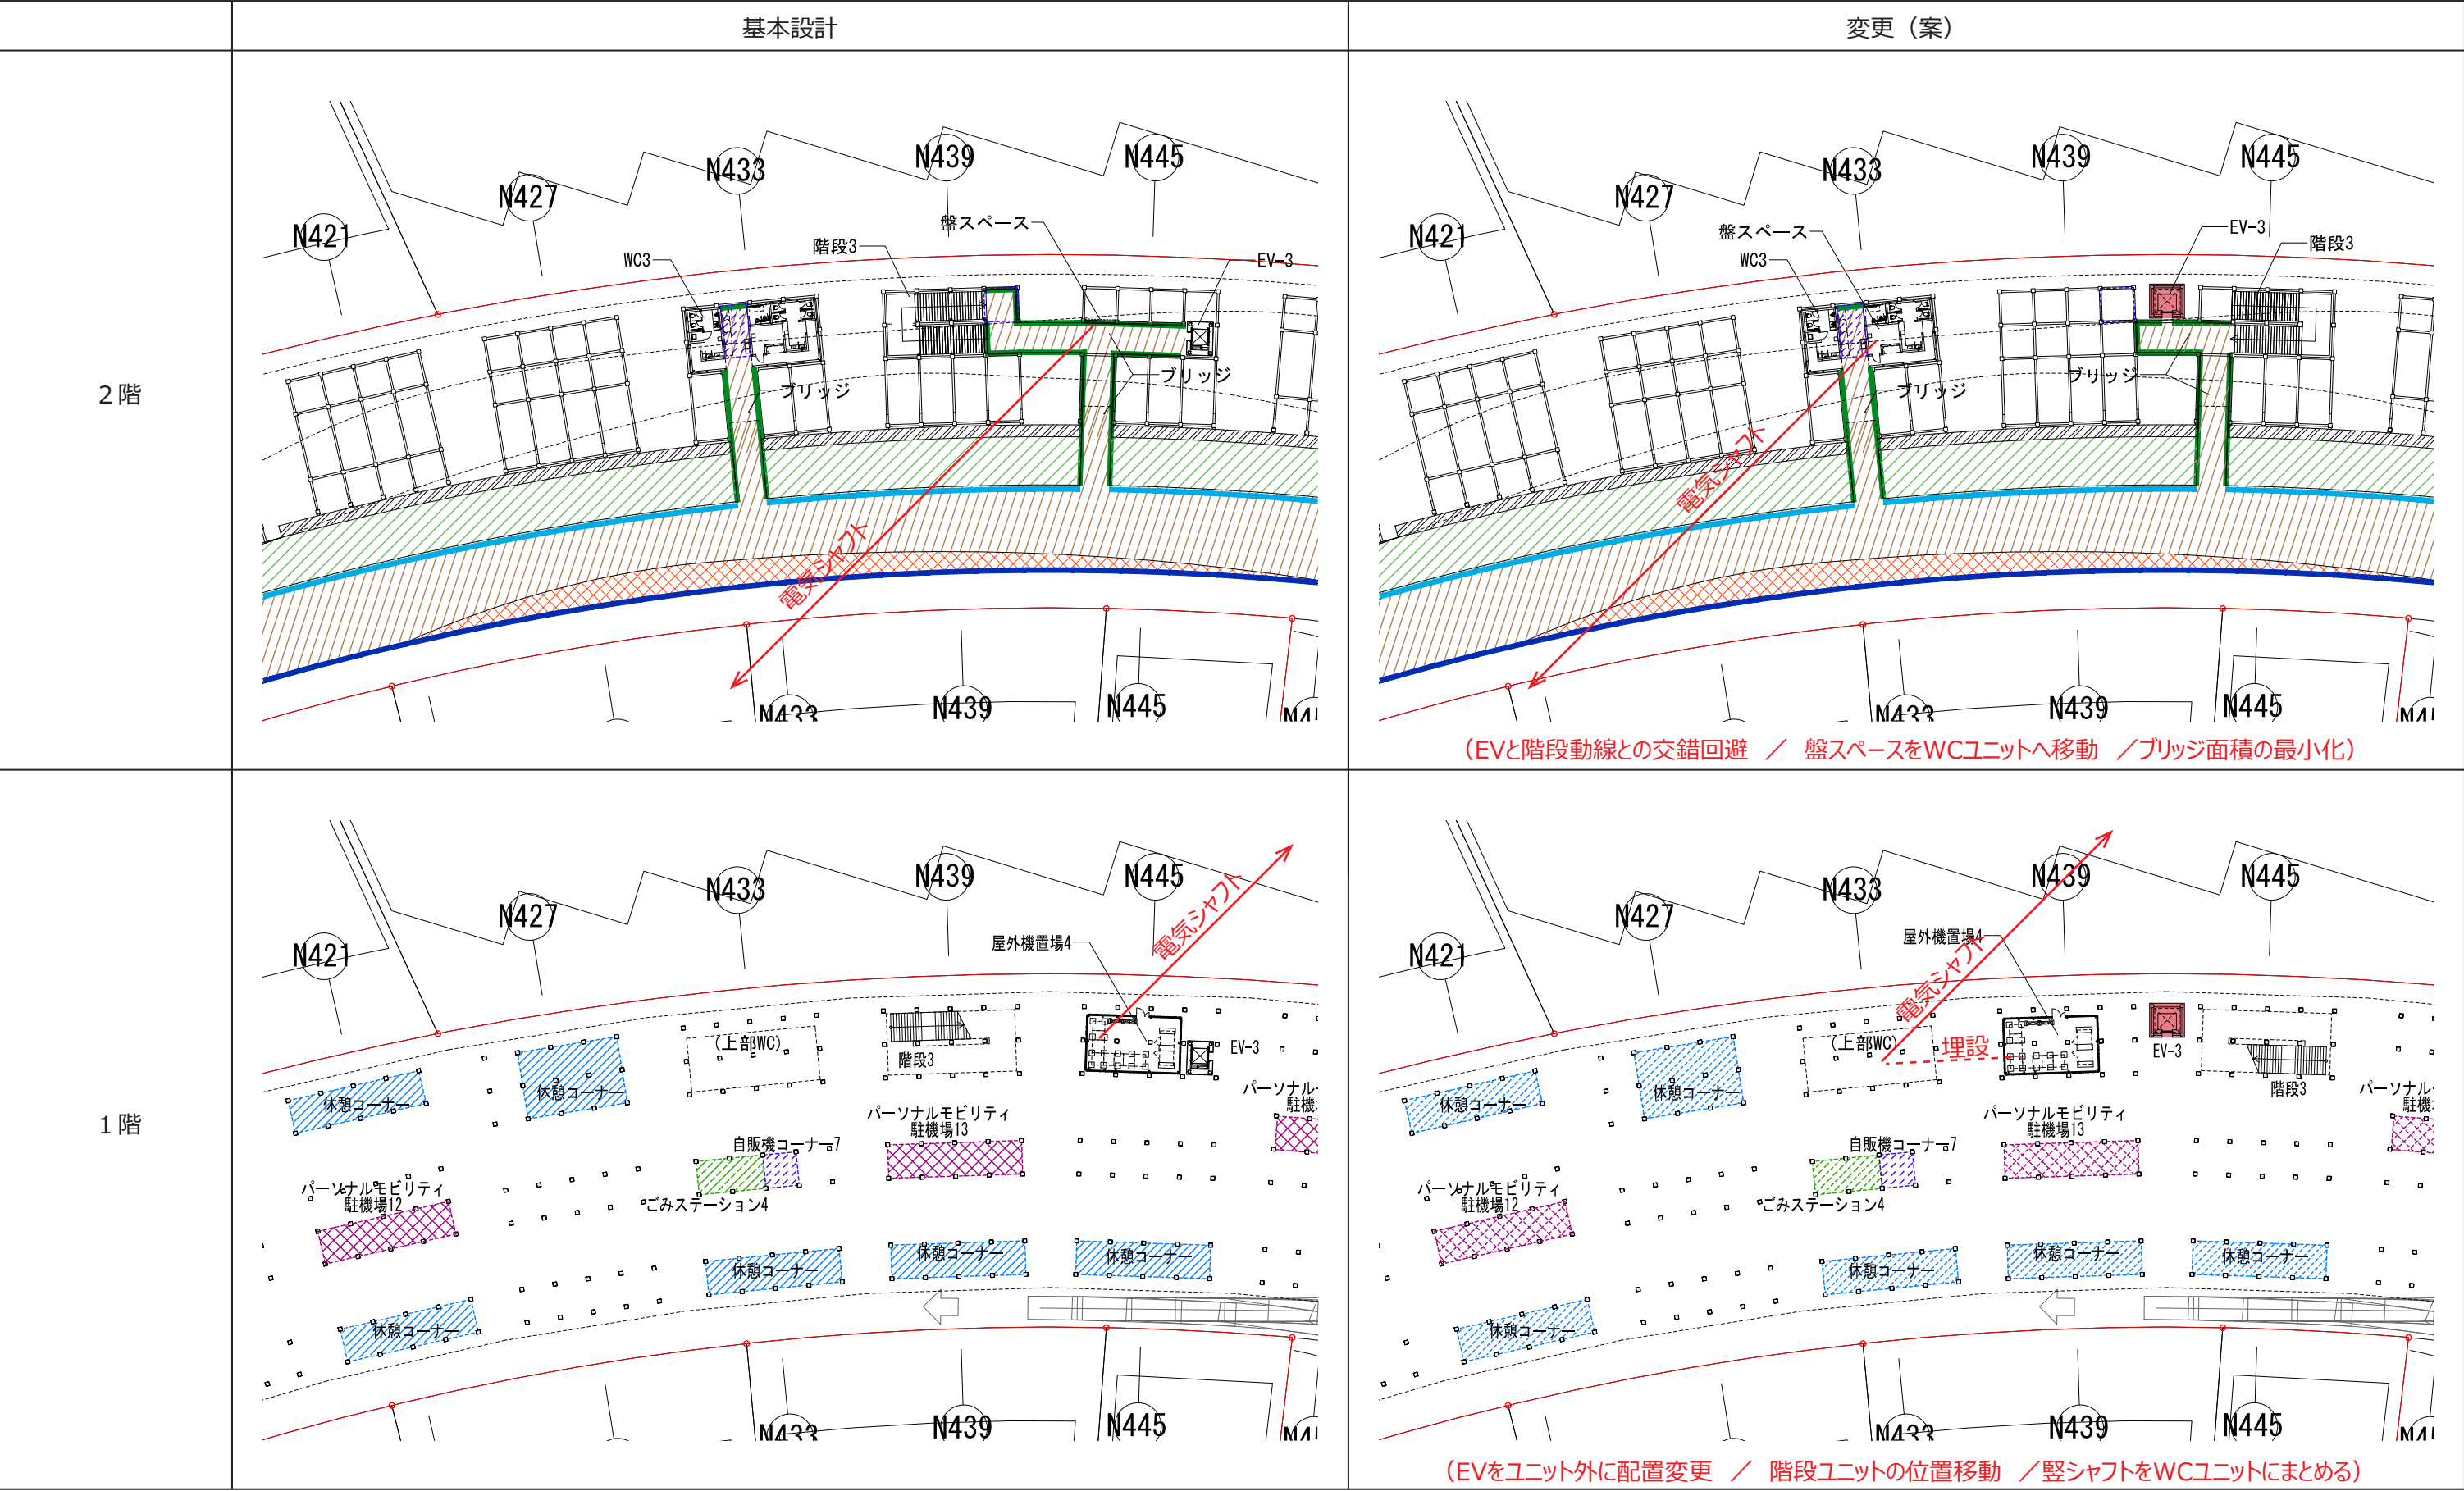 基本設計
変更（案）
２階
N421
N427
N433
N439
N445
WC3
階段3
盤スペース
EV-3
ブリッジ
ブリッジ
電気シャフト
N433
N439
N445
N421
N427
N433
N439
N445
盤スペース
WC3
EV-3
階段3
ブリッジ
ブリッジ
電気シャフト
N433
N439
N445
（EVと階段動線との交錯回避　／　盤スペースをWCユニットへ移動　／ブリッジ面積の最小化）
１階
N421
N427
N433
N439
N445
電気シャフト
屋外機置場4
（上部WC）
階段3
EV-3
休憩コーナー
休憩コーナー
パーソナルモビリティ
駐機場13
パーソナル
駐機
自販機コーナー7
パーソナルモビリティ
駐機場12
ごみステーション4
休憩コーナー
休憩コーナー
休憩コーナー
休憩コーナー
N433
N439
N445
N421
N427
N433
N439
N445
電気シャフト
屋外機置場4
（上部WC）
埋設
EV-3
階段3
休憩コーナー
休憩コーナー
パーソナルモビリティ
駐機場13
パーソナル
駐機
自販機コーナー7
パーソナルモビリティ
駐機場12
ごみステーション4
休憩コーナー
休憩コーナー
休憩コーナー
休憩コーナー
N433
N439
N445
（EVをユニット外に配置変更　／　階段ユニットの位置移動　／竪シャフトをWCユニットにまとめる）